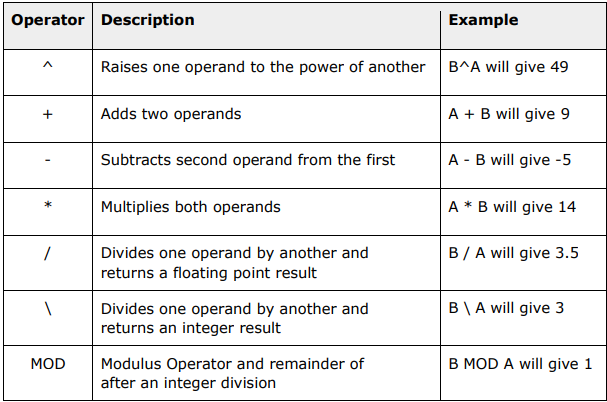 Operator Description Example
^ Raises one operand to the power of another B^A will give 49
+ Adds two operands A + B will give 9
- Subtracts second operand from the first A - B will give -5
* Multiplies both operands A * B will give 14
/ Divides one operand by another and B / A will give 3.5
returns a floating point result
\ Divides one operand by another and B \ A will give 3
returns an integer result
MOD Modulus Operator and remainder of B MOD A will give 1
after an integer division